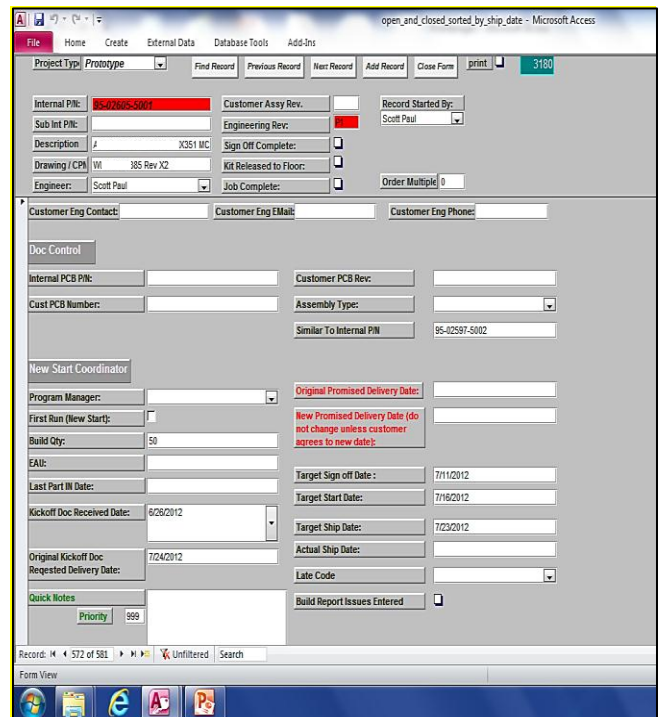 open_and_closed_sorted_by_ship_date - Microsoft Access
File Home Create External Data Database Tools Add-Ins
Project Typ Prototype Find Record Previous Record Next Record Add Record Close Form print 3180
Internal P/N: 95-02605-5001 Customer Assy Rev. Record Started By:
Sub Int P/N: Engineering Rev: P1 Scott Paul
Description X351 MC Sign Off Complete:
Drawing / CPN 385 Rev X2 Kit Released to Floor:
Engineer: Scott Paul Job Complete: Order Multiple 0
Customer Eng Contact: Customer Eng EMail: Customer Eng Phone:
Doc Control
Internal PCB P/N: Customer PCB Rev:
Cust PCB Number: Assembly Type:
Similar To Internal P/N 95-02597-5002
New Start Coordinator
Program Manager: Original Promised Delivery Date:
First Run (New Start): New Promised Delivery Date (do
not change unless customer
agrees to new date):
Build Qty: 50
EAU:
Last Part IN Date: Target Sign off Date : 7/11/2012
Target Start Date: 7/16/2012
Kickoff Doc Received Date: 6/26/2012
Target Ship Date: 7/23/2012
Original Kickoff Doc
Reqested Delivery Date: 7/24/2012 Actual Ship Date:
Late Code
Quick Notes Build Report Issues Entered
Priority 999
Record: 572 of 581 Unfiltered Search
Form View